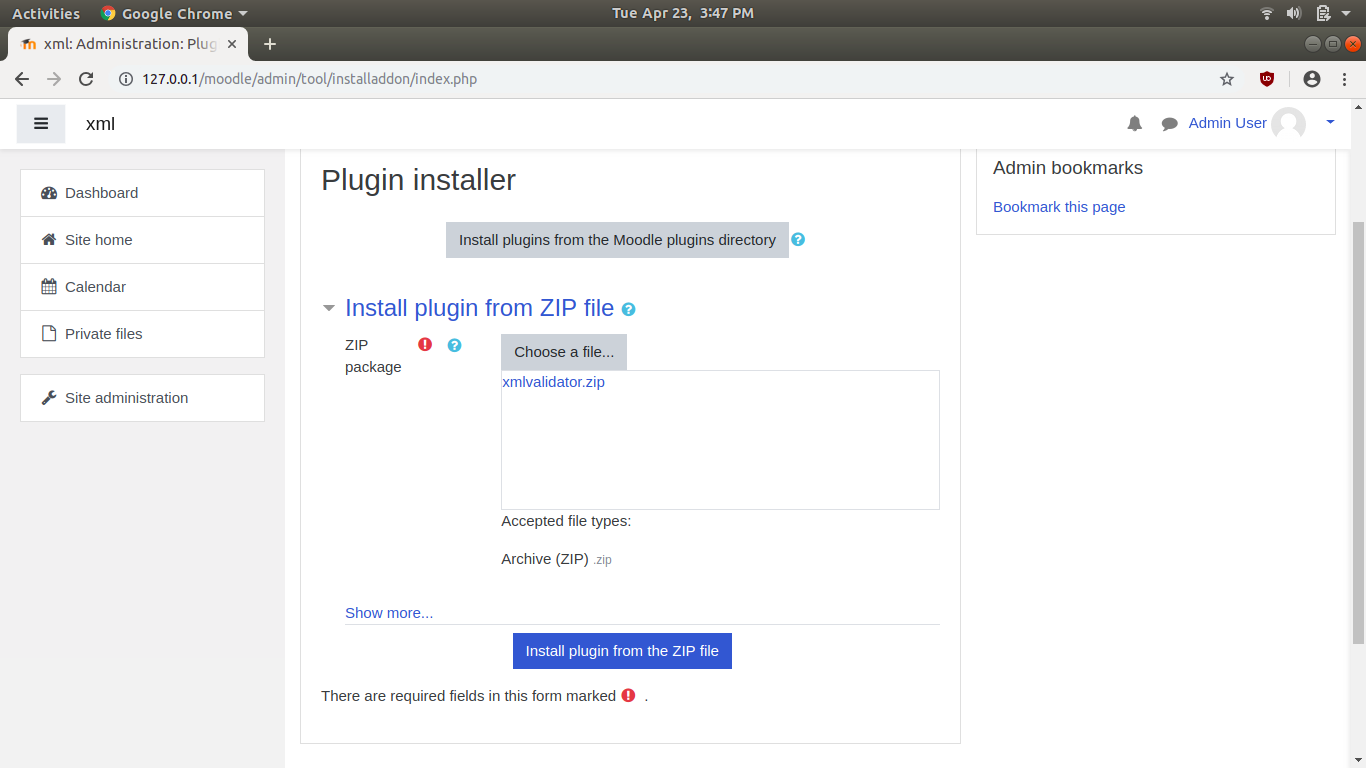 Activities
Google Chrome
Tue Apr 23, 3:47 PM
xml: Administration: Plug
127.0.0.1/moodle/admin/tool/installaddon/index.php
xml
Admin User
Dashboard
Site home
Calendar
Private files
Site administration
Plugin installer
Install plugins from the Moodle plugins directory
Install plugin from ZIP file
ZIP
package
Choose a file...
xmlvalidator.zip
Accepted file types:
Archive (ZIP) .zip
Show more...
Install plugin from the ZIP file
There are required fields in this form marked .
Admin bookmarks
Bookmark this page